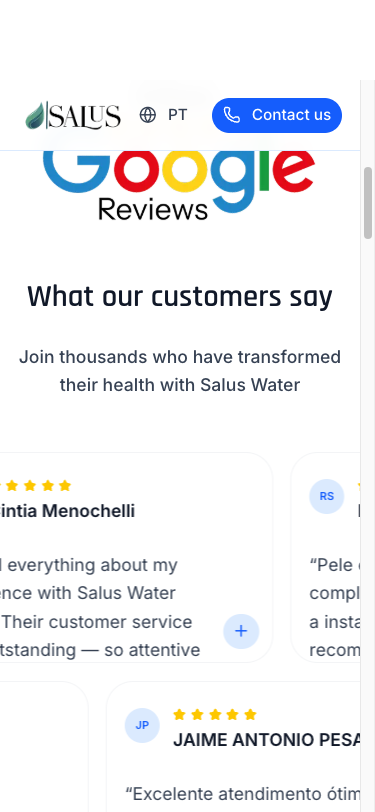 SALUS
PT
Contact us
Google
Reviews
What our customers say
Join thousands who have transformed
their health with Salus Water
intia Menochelli
everything about my
ence with Salus Water
Their customer service
tstanding — so attentive
+
RS
“Pele
compl
a insta
recom
JP
JAIME ANTONIO PESA
“Excelente atendimento ótim